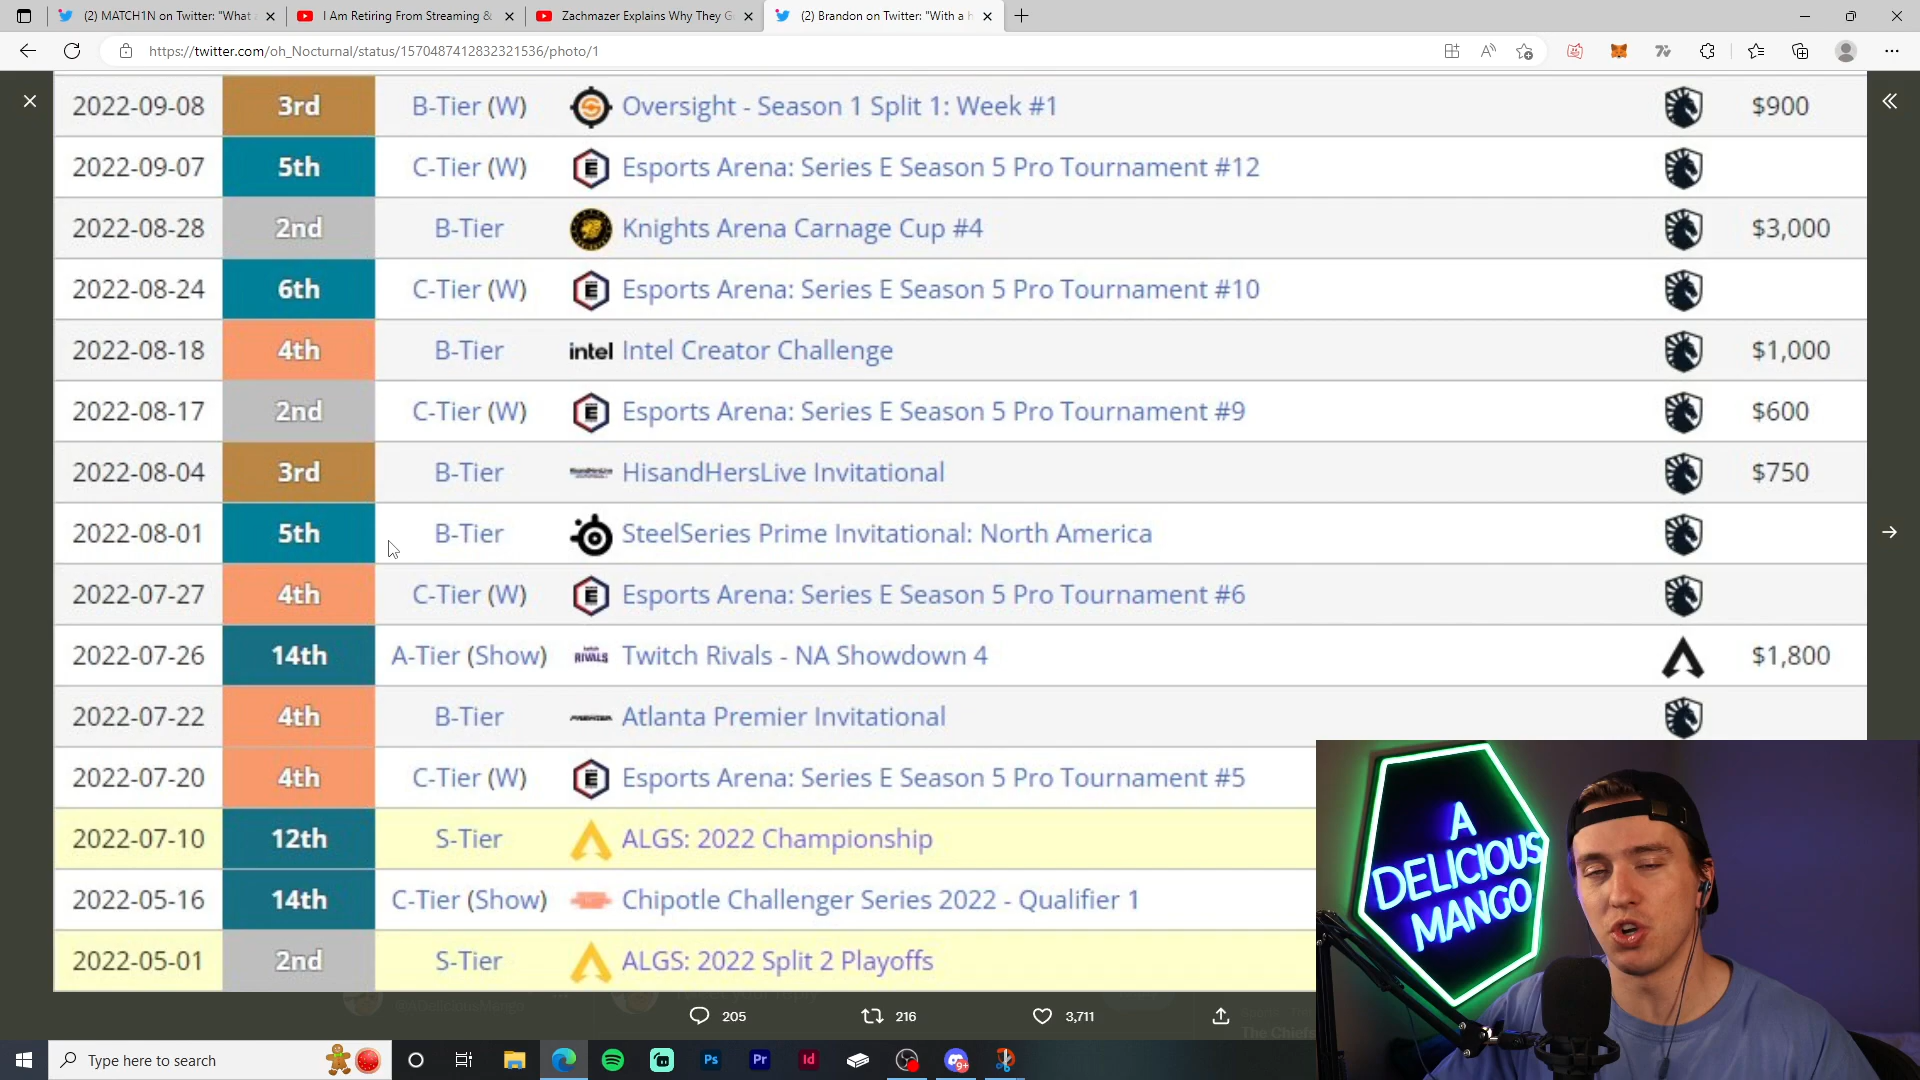 (2) MATCH1N on Twitter: "What a
I Am Retiring From Streaming &
Zachmazer Explains Why They G
(2) Brandon on Twitter: "With a h
https://twitter.com/oh_Nocturnal/status/1570487412832321536/photo/1
2022-09-08 3rd B-Tier (W) Oversight - Season 1 Split 1: Week #1 $900
2022-09-07 5th C-Tier (W) E Esports Arena: Series E Season 5 Pro Tournament #12
2022-08-28 2nd B-Tier Knights Arena Carnage Cup #4 $3,000
2022-08-24 6th C-Tier (W) E Esports Arena: Series E Season 5 Pro Tournament #10
2022-08-18 4th B-Tier intel Intel Creator Challenge $1,000
2022-08-17 2nd C-Tier (W) E Esports Arena: Series E Season 5 Pro Tournament #9 $600
2022-08-04 3rd B-Tier HisandHersLive HisandHersLive Invitational $750
2022-08-01 5th B-Tier SteelSeries Prime Invitational: North America
2022-07-27 4th C-Tier (W) E Esports Arena: Series E Season 5 Pro Tournament #6
2022-07-26 14th A-Tier (Show) twitch RIVALS Twitch Rivals - NA Showdown 4 $1,800
2022-07-22 4th B-Tier PREMIER Atlanta Premier Invitational
2022-07-20 4th C-Tier (W) E Esports Arena: Series E Season 5 Pro Tournament #5
2022-07-10 12th S-Tier ALGS: 2022 Championship
2022-05-16 14th C-Tier (Show) Chipotle Challenger Series 2022 - Qualifier 1
2022-05-01 2nd S-Tier ALGS: 2022 Split 2 Playoffs
A
DELICIOUS
MANGO
@ADeliciousMango
205 216 3,711
The Chiefs
Type here to search
Ps Pr Id 9+